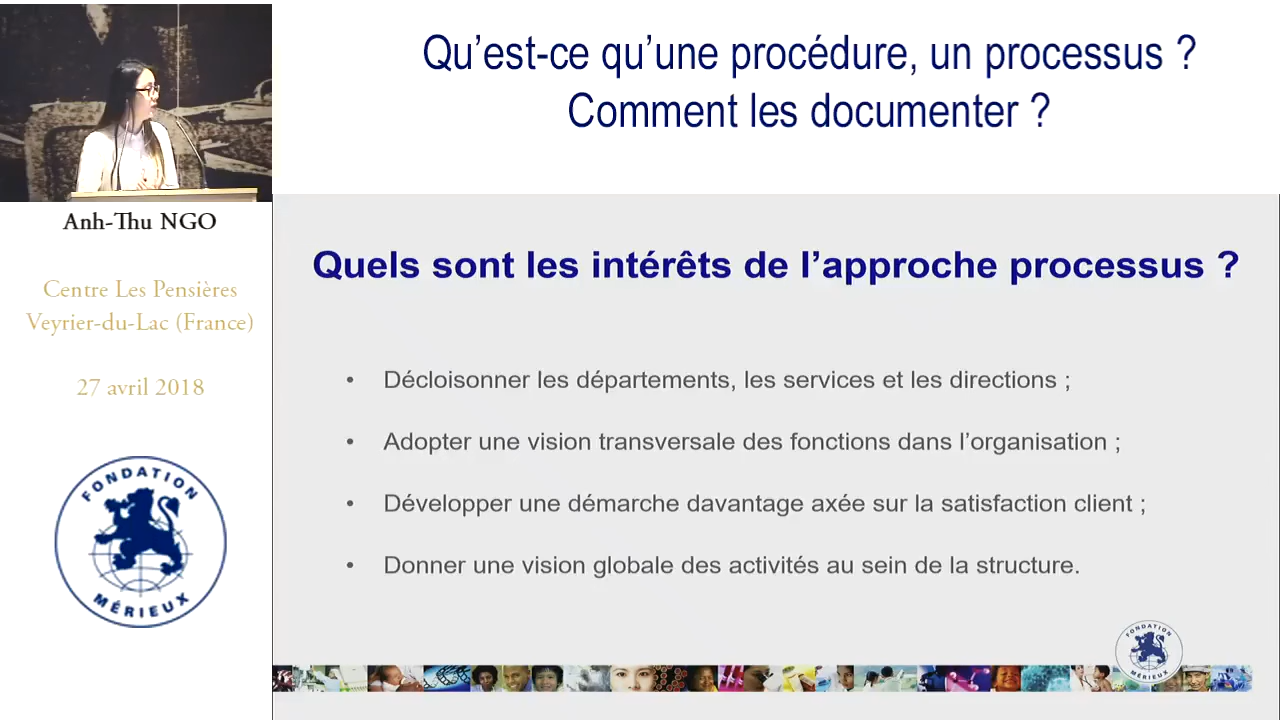 Qu’est-ce qu’une procédure, un processus ?
Comment les documenter ?
Anh-Thu NGO
Centre Les Pensières
Veyrier-du-Lac (France)
27 avril 2018
FONDATION
MÉRIEUX
Quels sont les intérêts de l’approche processus ?
• Décloisonner les départements, les services et les directions ;
• Adopter une vision transversale des fonctions dans l’organisation ;
• Développer une démarche davantage axée sur la satisfaction client ;
• Donner une vision globale des activités au sein de la structure.
FONDATION
MÉRIEUX